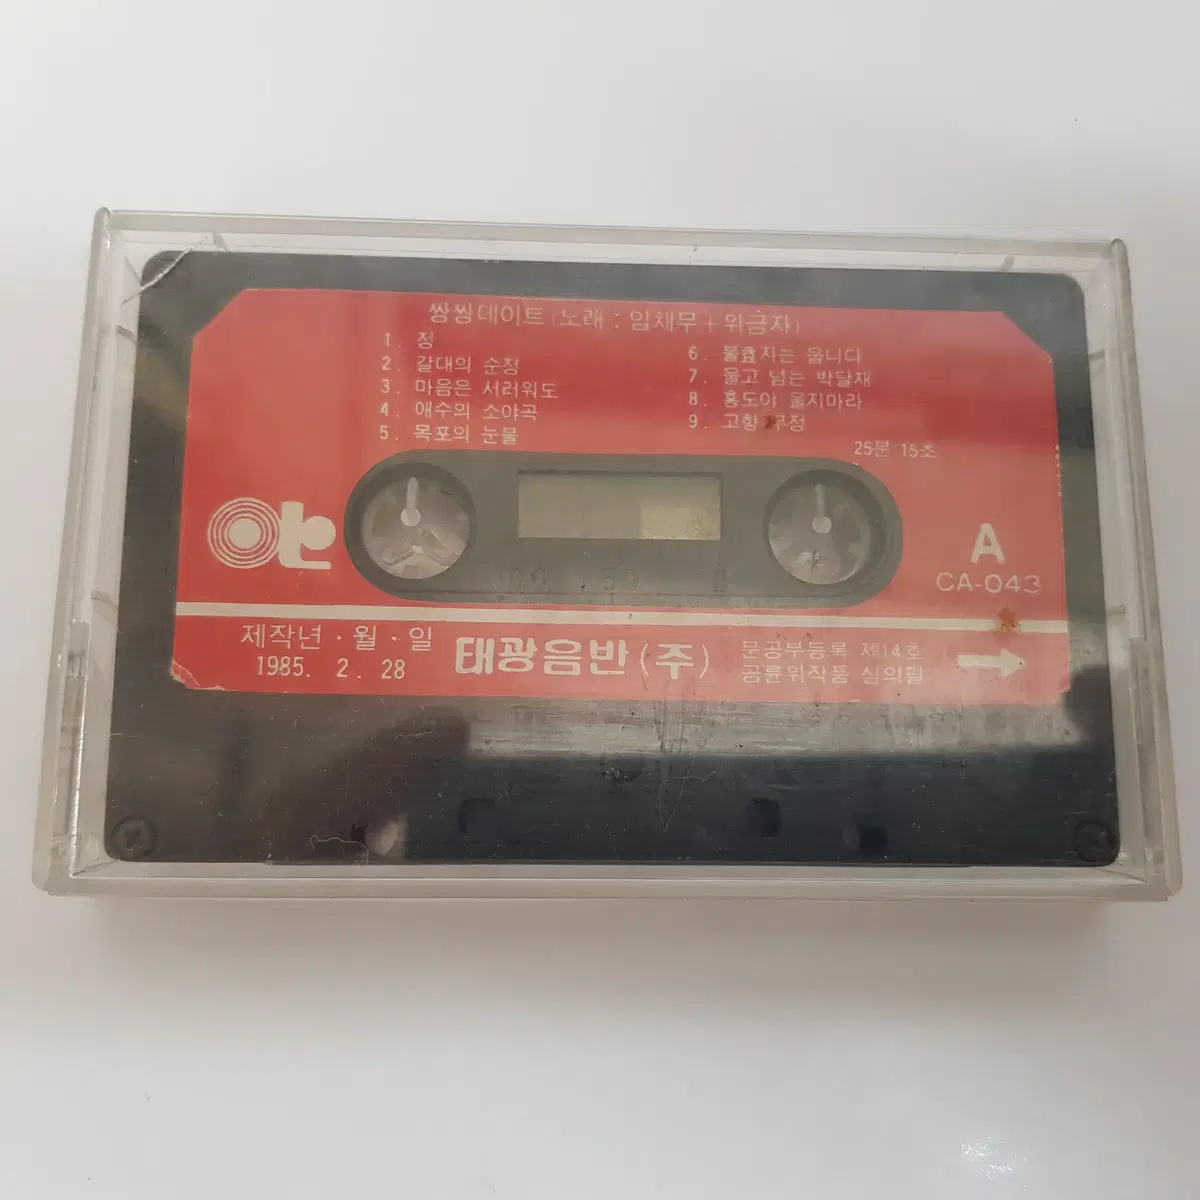 쌍쌍데이트 (노래 : 임채무 + 위금자)
1. 정
2. 갈대의 순정
3. 마음은 서러워도
4. 애수의 소야곡
5. 목포의 눈물
6. 불효자는 웁니다
7. 울고 넘는 박달재
8. 홍도야 울지마라
9. 고향 무정
25분 15초
A
CA-043
100 50 0
제작년·월·일
1985. 2. 28
태광음반(주)
문공부등록 제14호
공륜위작품 심의필